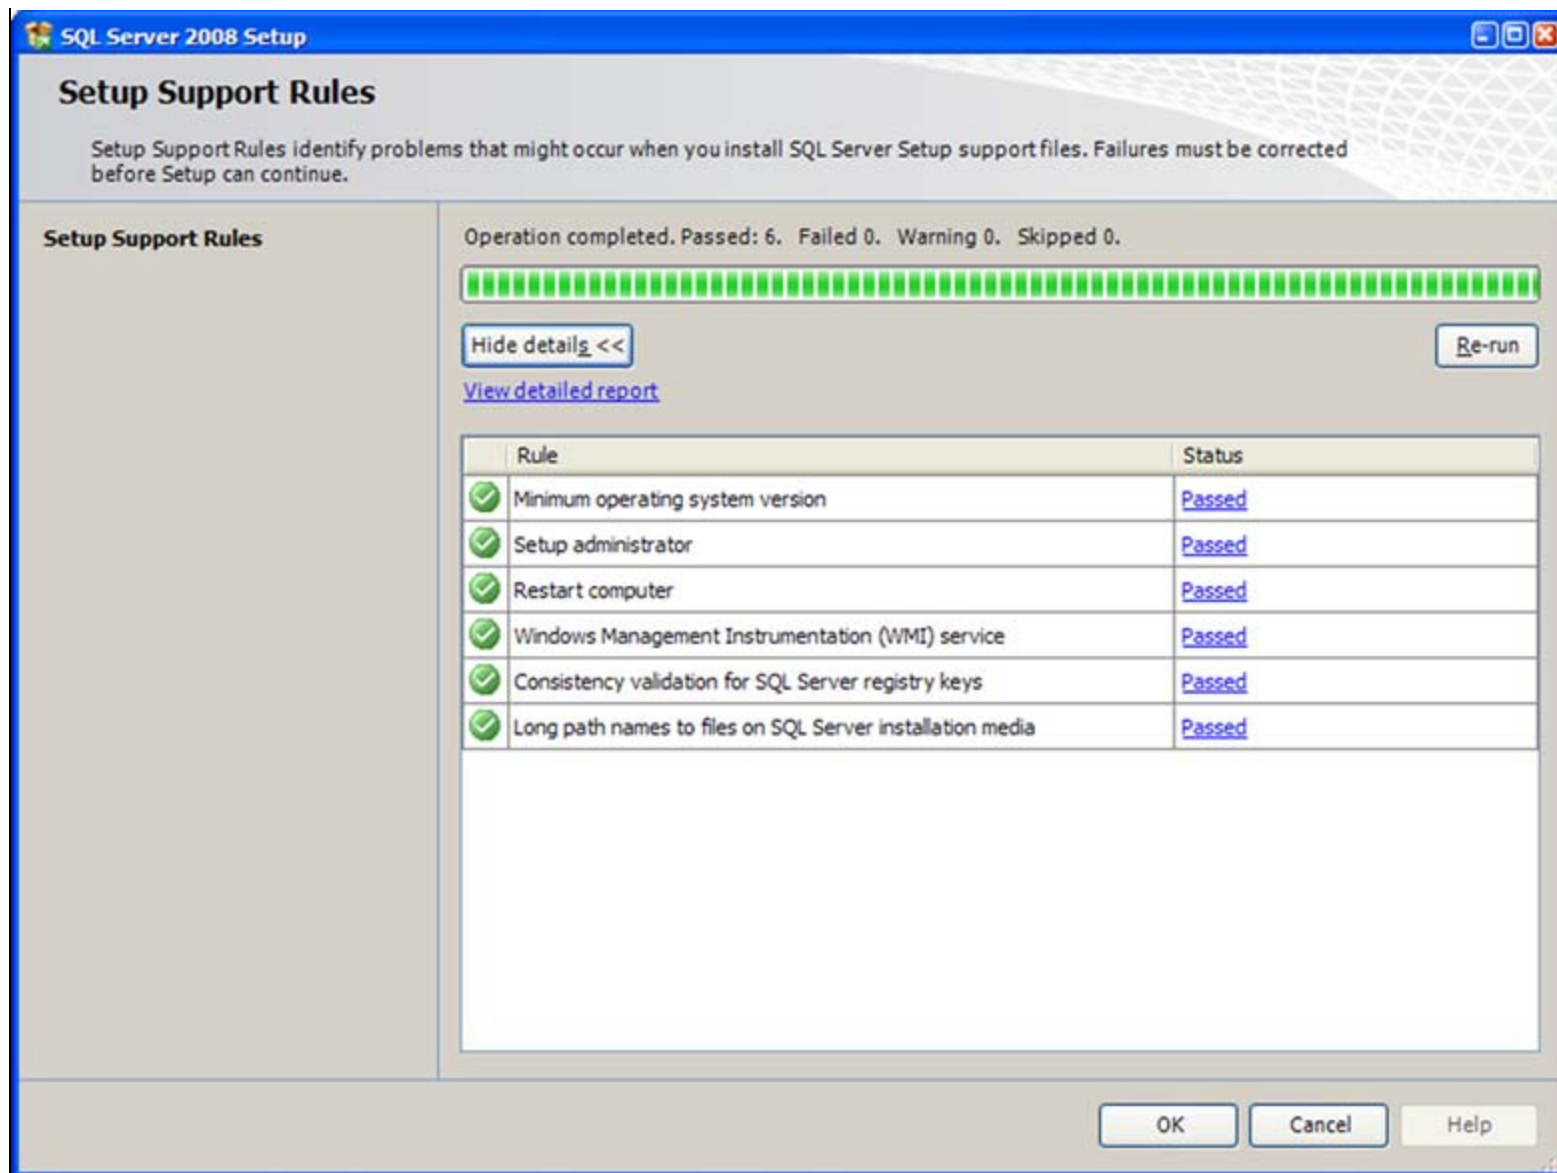 SQL Server 2008 Setup
Setup Support Rules
Setup Support Rules identify problems that might occur when you install SQL Server Setup support files. Failures must be corrected
before Setup can continue.
Setup Support Rules
Operation completed. Passed: 6.   Failed 0.   Warning 0.   Skipped 0.
Hide details <<
Re-run
View detailed report
Rule Status
Minimum operating system version Passed
Setup administrator Passed
Restart computer Passed
Windows Management Instrumentation (WMI) service Passed
Consistency validation for SQL Server registry keys Passed
Long path names to files on SQL Server installation media Passed
OK Cancel Help